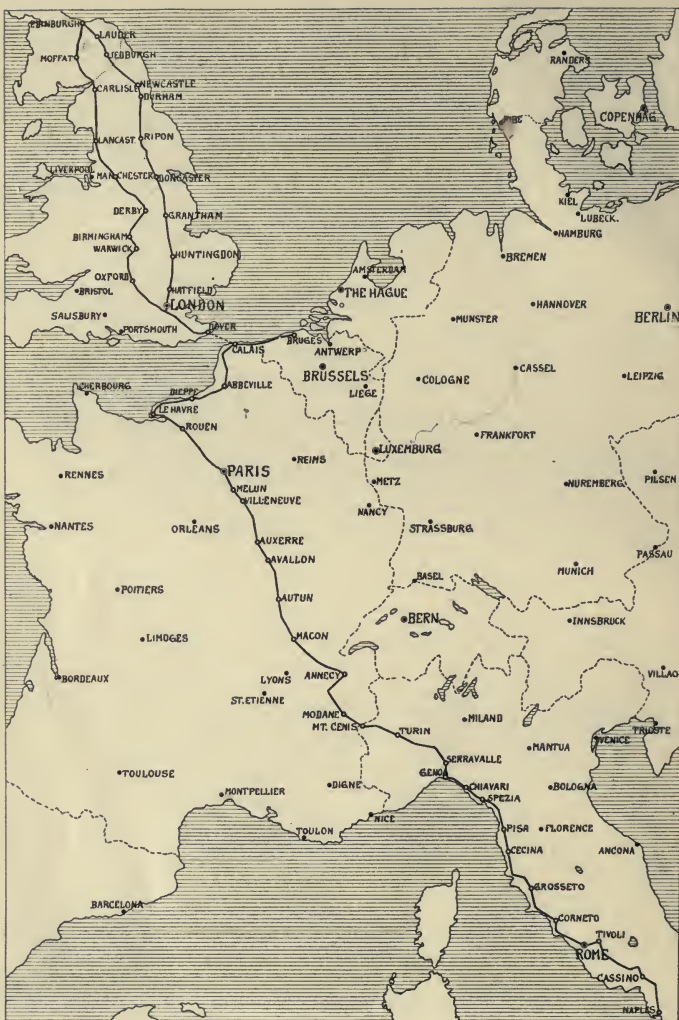 EDINBURGH
LAUDER
JEDBURGH
MOFFAT
NEWCASTLE
DURHAM
CARLISLE
LANCAST.
RIPON
LIVERPOOL
MANCHESTER
DONCASTER
DERBY
GRANTHAM
BIRMINGHAM
WARWICK
HUNTINGDON
OXFORD
HATFIELD
BRISTOL
LONDON
SALISBURY
PORTSMOUTH
DOVER
RANDERS
COPENHAG.
RIBE
KIEL
LUBECK.
HAMBURG
BREMEN
AMSTERDAM
THE HAGUE
HANNOVER
BERLIN
MUNSTER
CALAIS
BRUGES
ANTWERP
BRUSSELS
CASSEL
LEIPZIG
COLOGNE
LIEGE
CHERBOURG
DIEPPE
ABBEVILLE
LE HAVRE
ROUEN
FRANKFORT
LUXEMBURG
REIMS
PARIS
RENNES
METZ
NUREMBERG
PILSEN
MELUN
VILLENEUVE
NANCY
NANTES
ORLÉANS
STRASSBURG
AUXERRE
AVALLON
PASSAU
MUNICH
BASEL
POITIERS
AUTUN
BERN
INNSBRUCK
LIMOGES
MACON
BORDEAUX
LYONS
ANNECY
VILLACH
ST. ETIENNE
MODANE
MT. CENIS
MILAND
TRIESTE
TURIN
VENICE
MANTUA
SERRAVALLE
TOULOUSE
GENOA
DIGNE
CHIAVARI
BOLOGNA
MONTPELLIER
SPEZIA
NICE
TOULON
PISA
FLORENCE
CECINA
ANCONA
GROSSETO
BARCELONA
CORNETO
TIVOLI
ROME
CASSINO
NAPLES